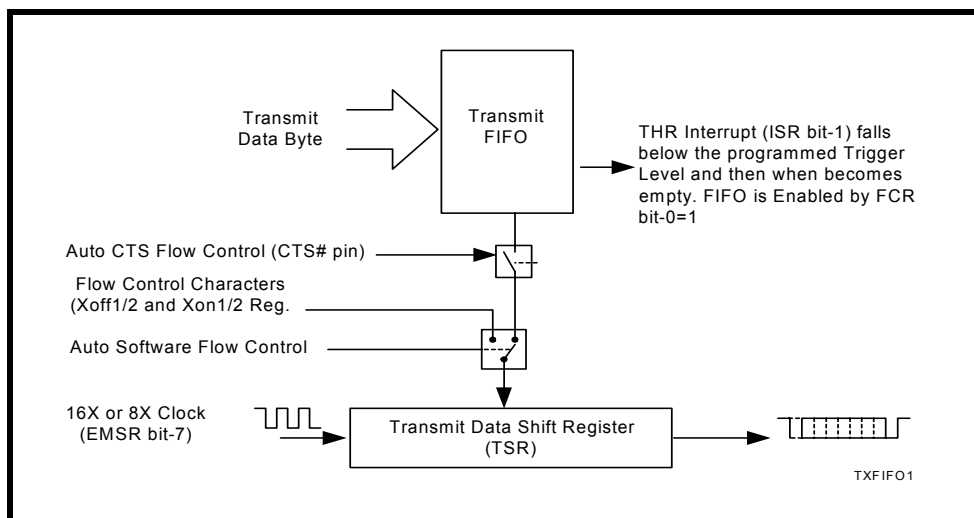 Transmit
Data Byte
Transmit
FIFO
THR Interrupt (ISR bit-1) falls
below the programmed Trigger
Level and then when becomes
empty. FIFO is Enabled by FCR
bit-0=1
Auto CTS Flow Control (CTS# pin)
Flow Control Characters
(Xoff1/2 and Xon1/2 Reg.
Auto Software Flow Control
16X or 8X Clock
(EMSR bit-7)
Transmit Data Shift Register
(TSR)
TXFIFO1